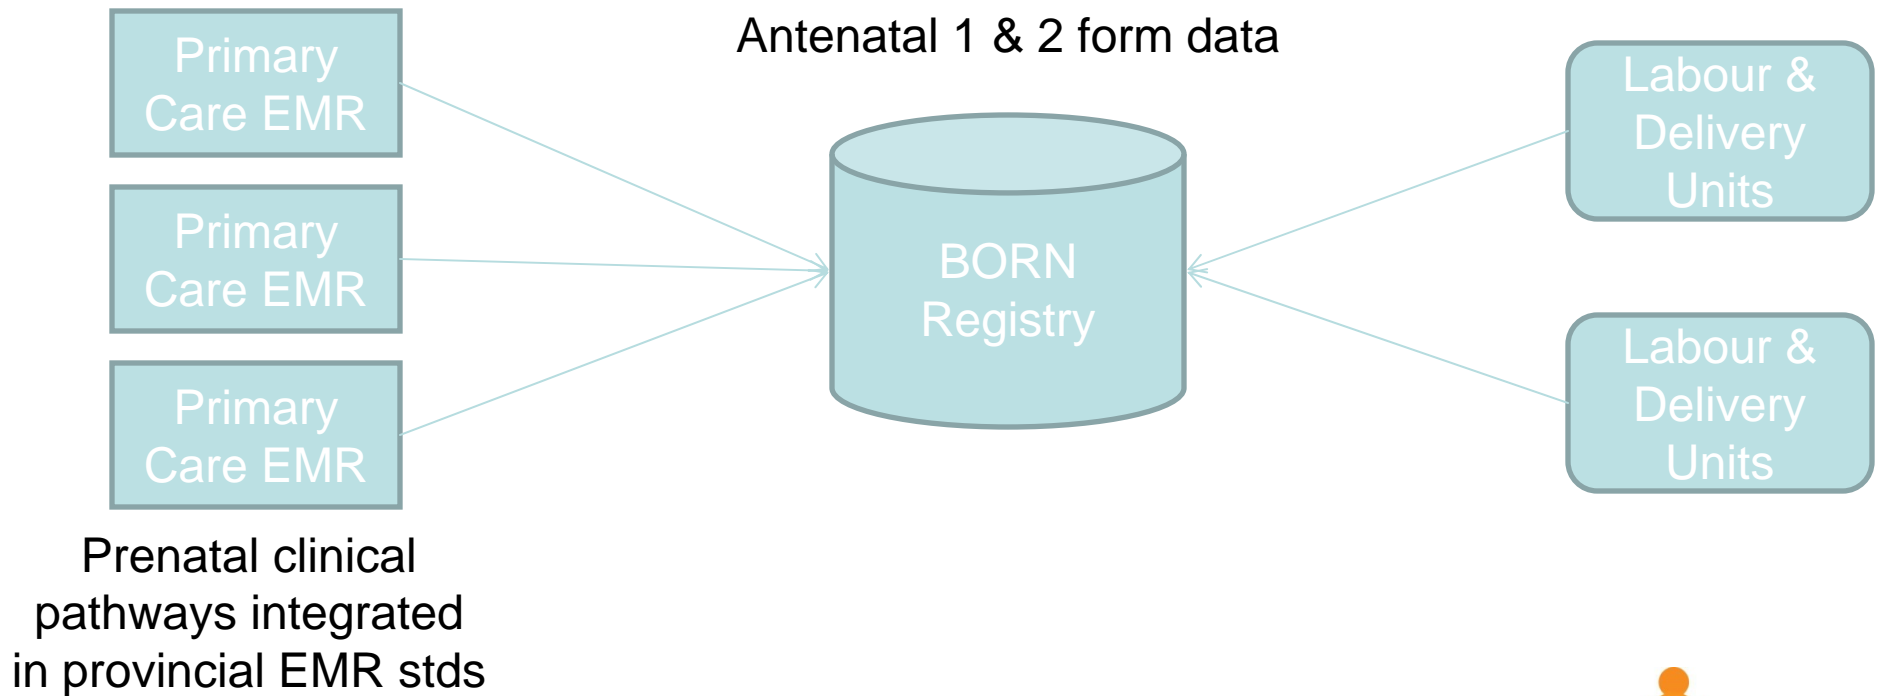 Antenatal 1 & 2 form data
Primary
Care EMR
Primary
Care EMR
Primary
Care EMR
Prenatal clinical
pathways integrated
in provincial EMR stds
BORN
Registry
Labour &
Delivery
Units
Labour &
Delivery
Units